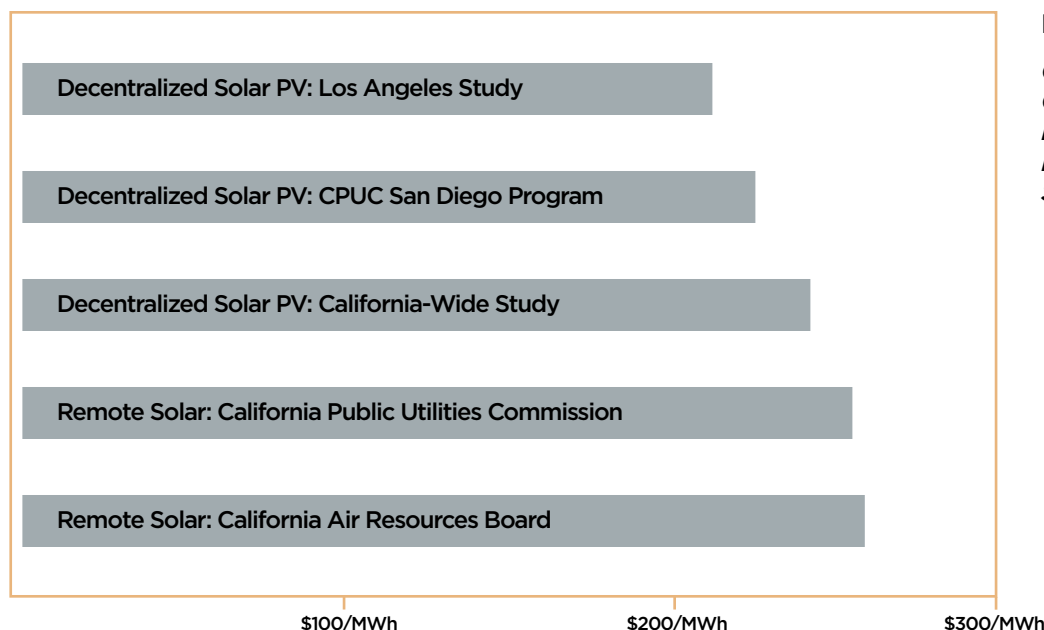 Decentralized Solar PV: Los Angeles Study
Decentralized Solar PV: CPUC San Diego Program
Decentralized Solar PV: California-Wide Study
Remote Solar: California Public Utilities Commission
Remote Solar: California Air Resources Board
$100/MWh
$200/MWh
$300/MWh